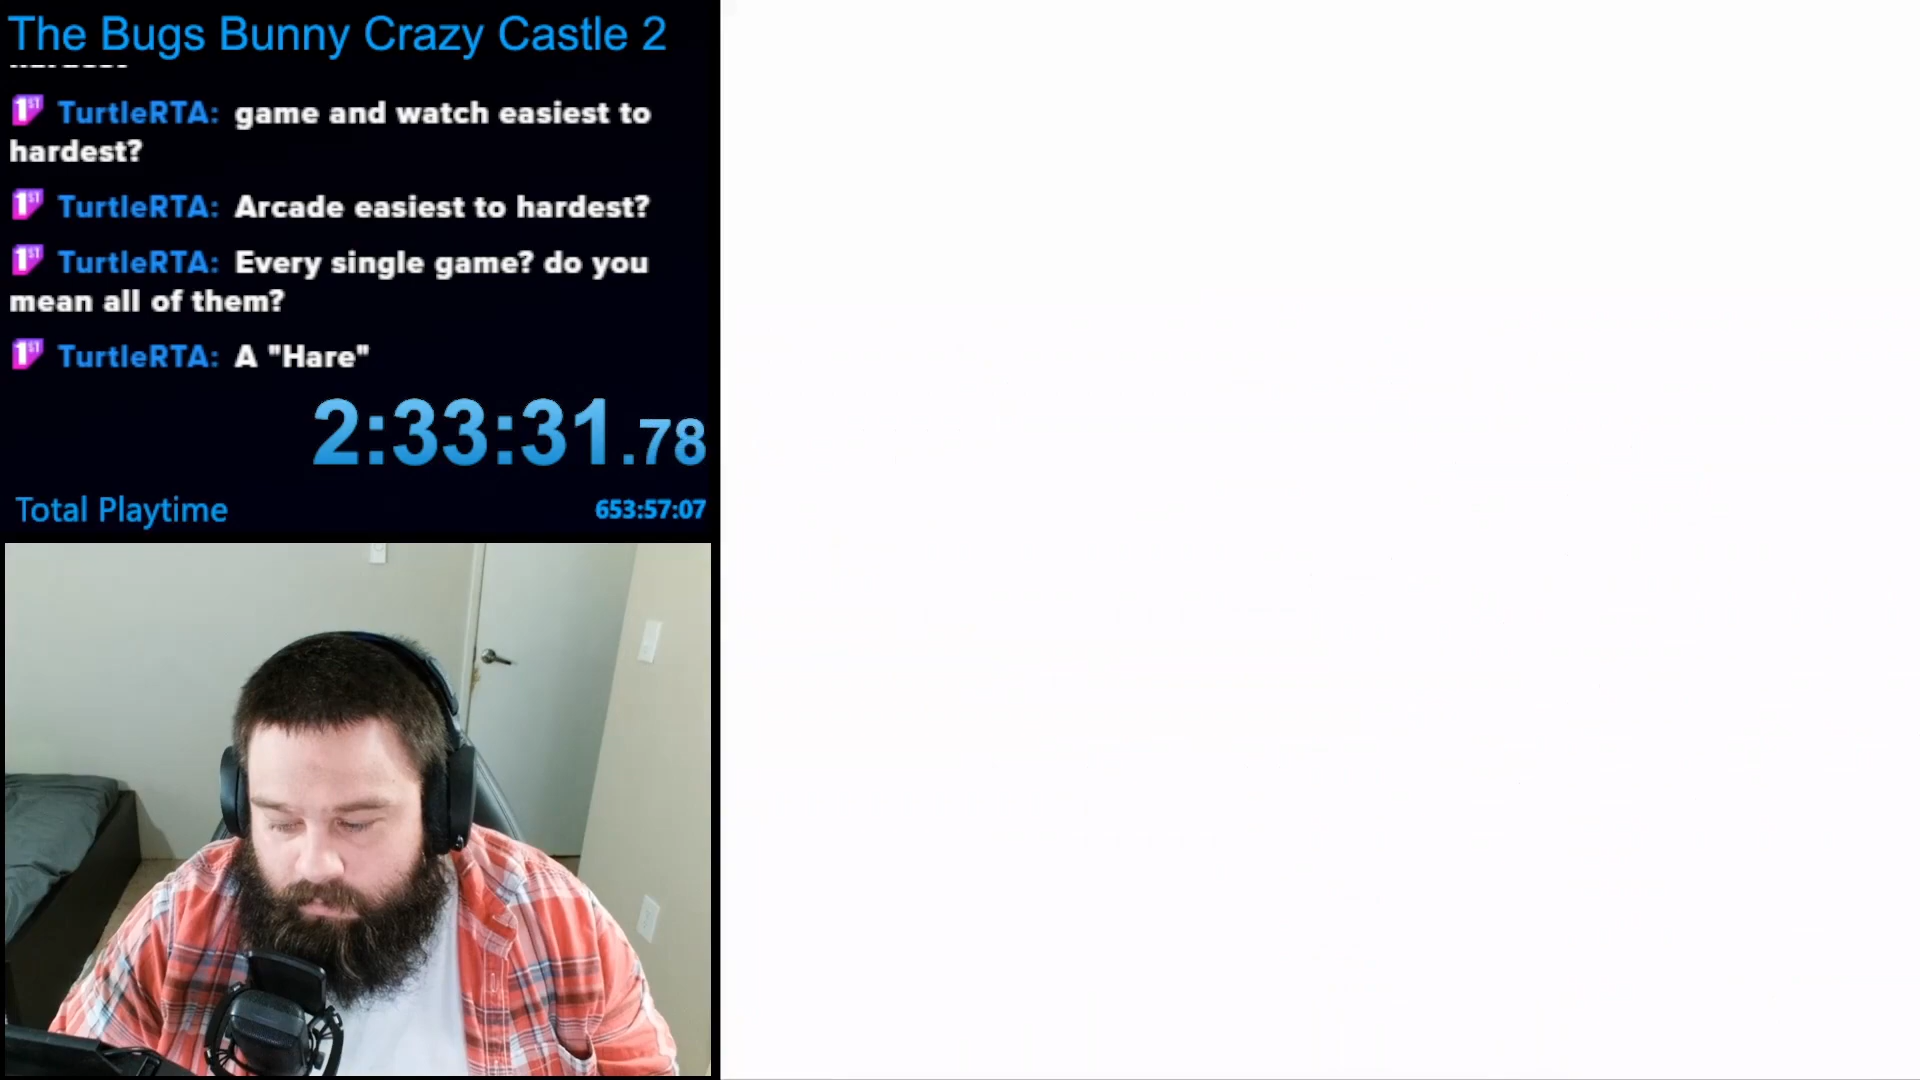 The Bugs Bunny Crazy Castle 2
TurtleRTA: game and watch easiest to
hardest?
TurtleRTA: Arcade easiest to hardest?
TurtleRTA: Every single game? do you
mean all of them?
TurtleRTA: A "Hare"
2:33:31.78
Total Playtime 653:57:07